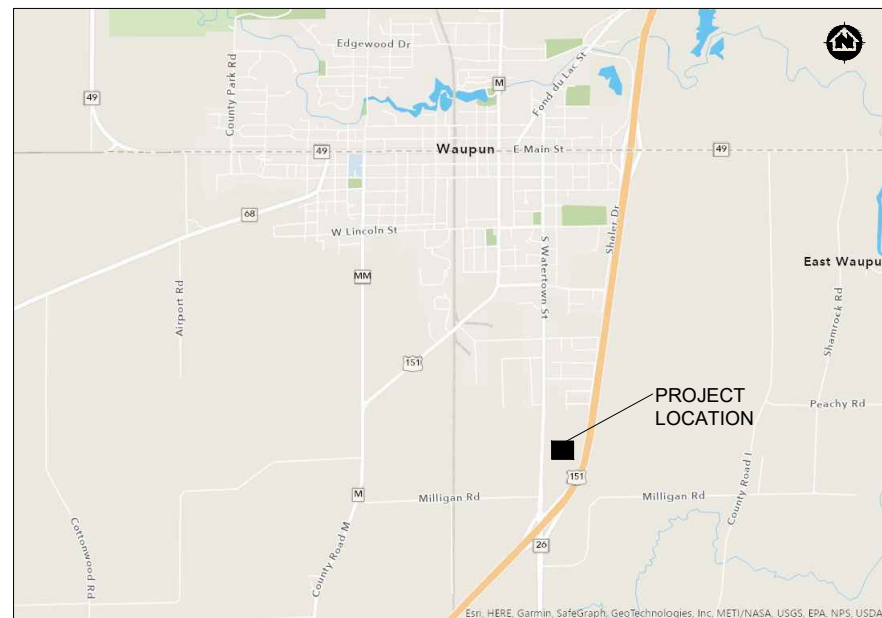 Edgewood Dr
County Park Rd
49
M
Fond du Lac St
N
49
Waupun
E Main St
49
68
W Lincoln St
Shaler Dr
S Watertown St
MM
Airport Rd
East Waupu
Shamrock Rd
151
PROJECT
LOCATION
Peachy Rd
151
County Road I
M
Milligan Rd
Milligan Rd
Cottonwood Rd
County Road M
26
Esri, HERE, Garmin, SafeGraph, GeoTechnologies, Inc, METI/NASA, USGS, EPA, NPS, USDA